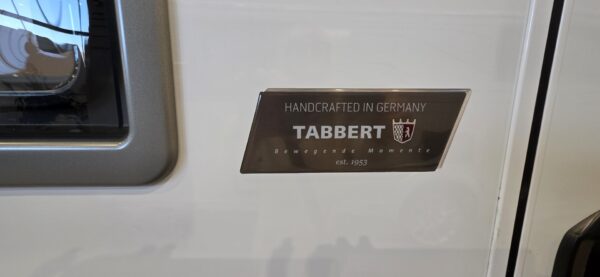 HANDCRAFTED IN GERMANY
TABBERT
Bewegende Momente
est. 1953